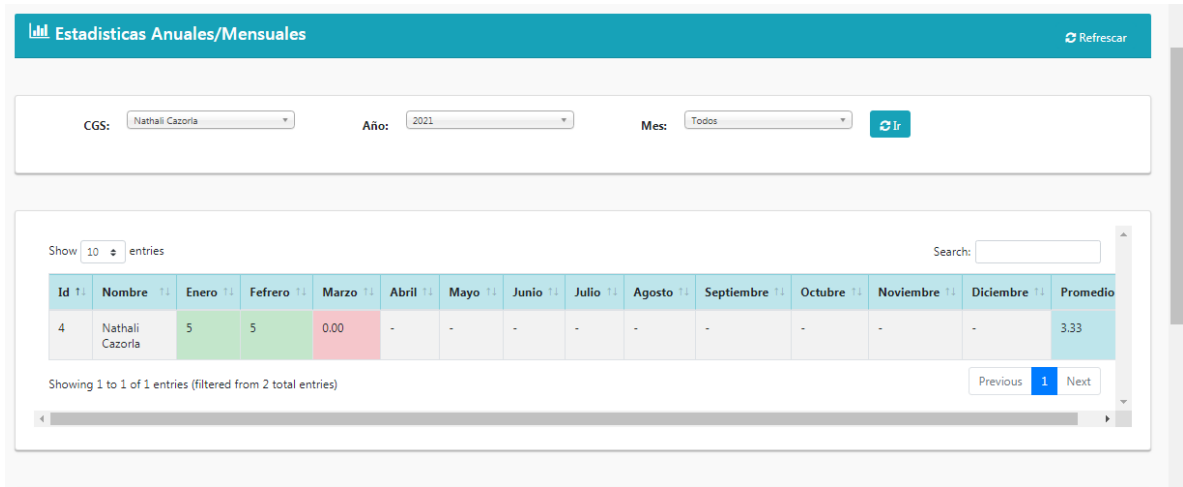 Estadisticas Anuales/Mensuales
Refrescar
CGS: Nathali Cazorla Año: 2021 Mes: Todos Ir
Show 10 entries Search:
Id Nombre Enero Fefrero Marzo Abril Mayo Junio Julio Agosto Septiembre Octubre Noviembre Diciembre Promedio
4 Nathali Cazorla 5 5 0.00 - - - - - - - - - 3.33
Showing 1 to 1 of 1 entries (filtered from 2 total entries) Previous 1 Next